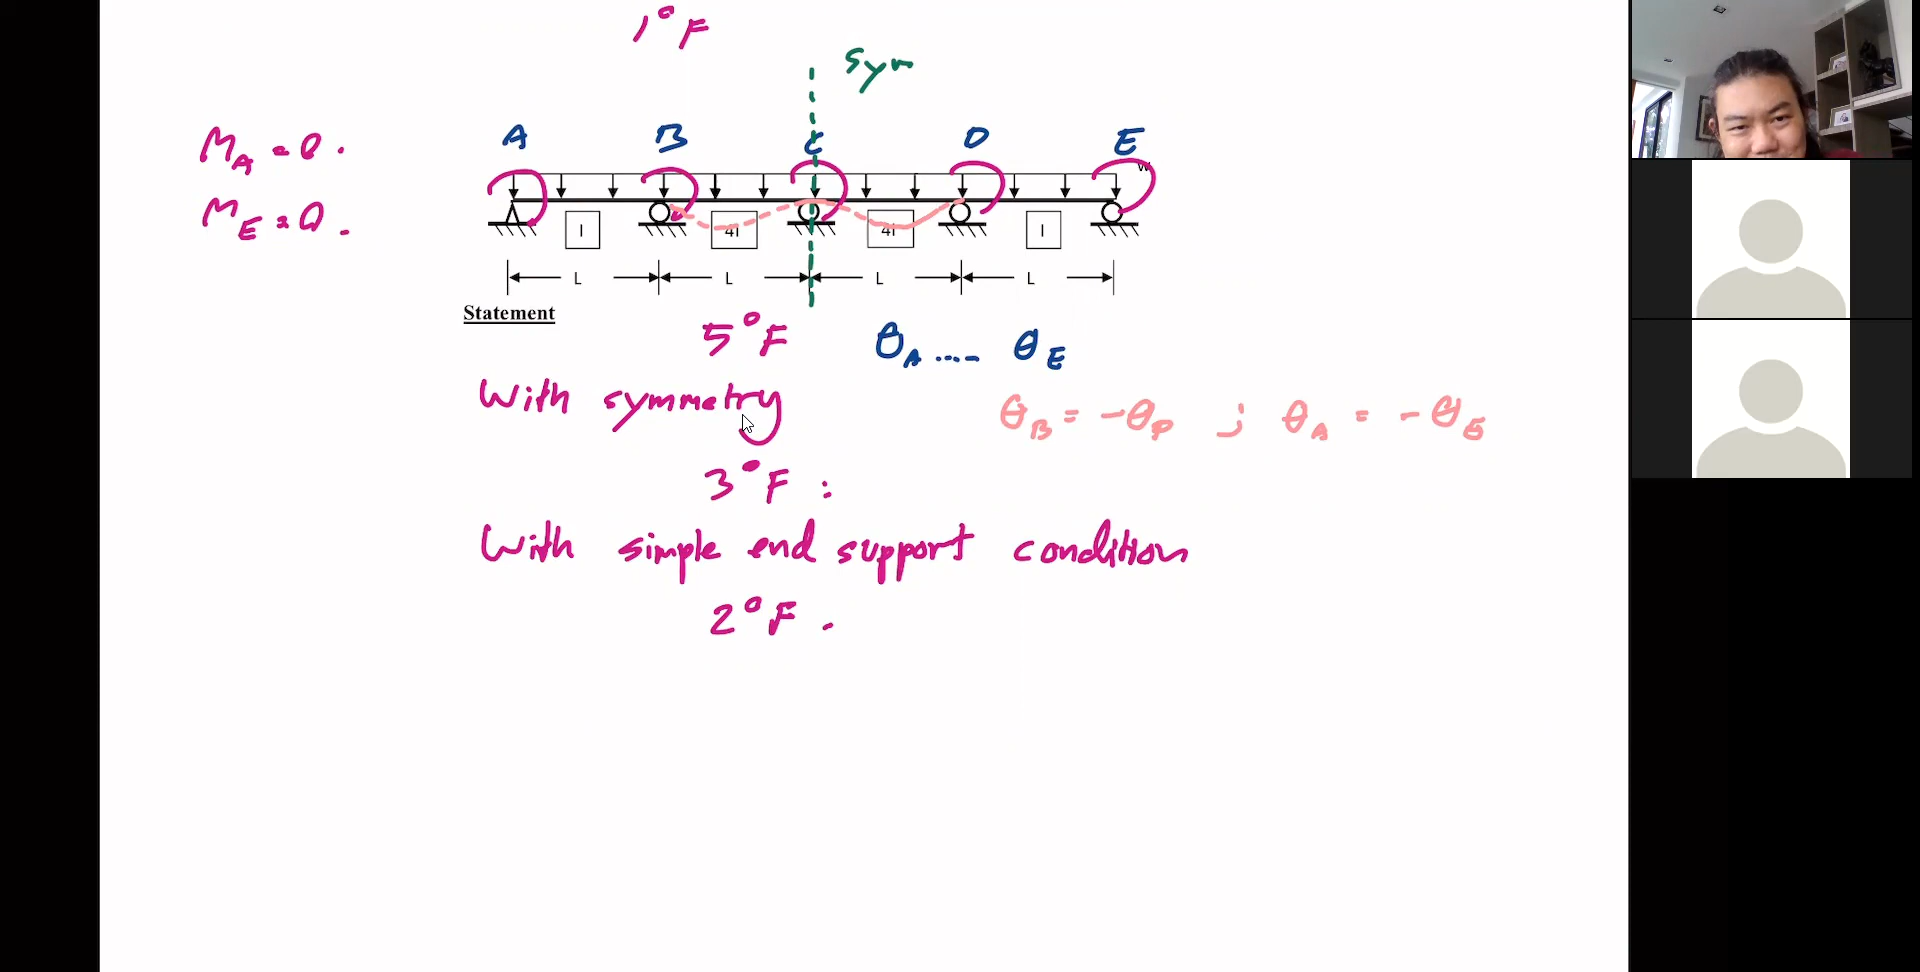 1°F
Sym
A B C D E
M_A = 0.
w
M_E = 0.
I 4I 4I I
L L L L
Statement
5°F θ_A .... θ_E
With symmetry
θ_B = -θ_D ; θ_A = -θ_E
3°F :
With simple end support condition
2°F .